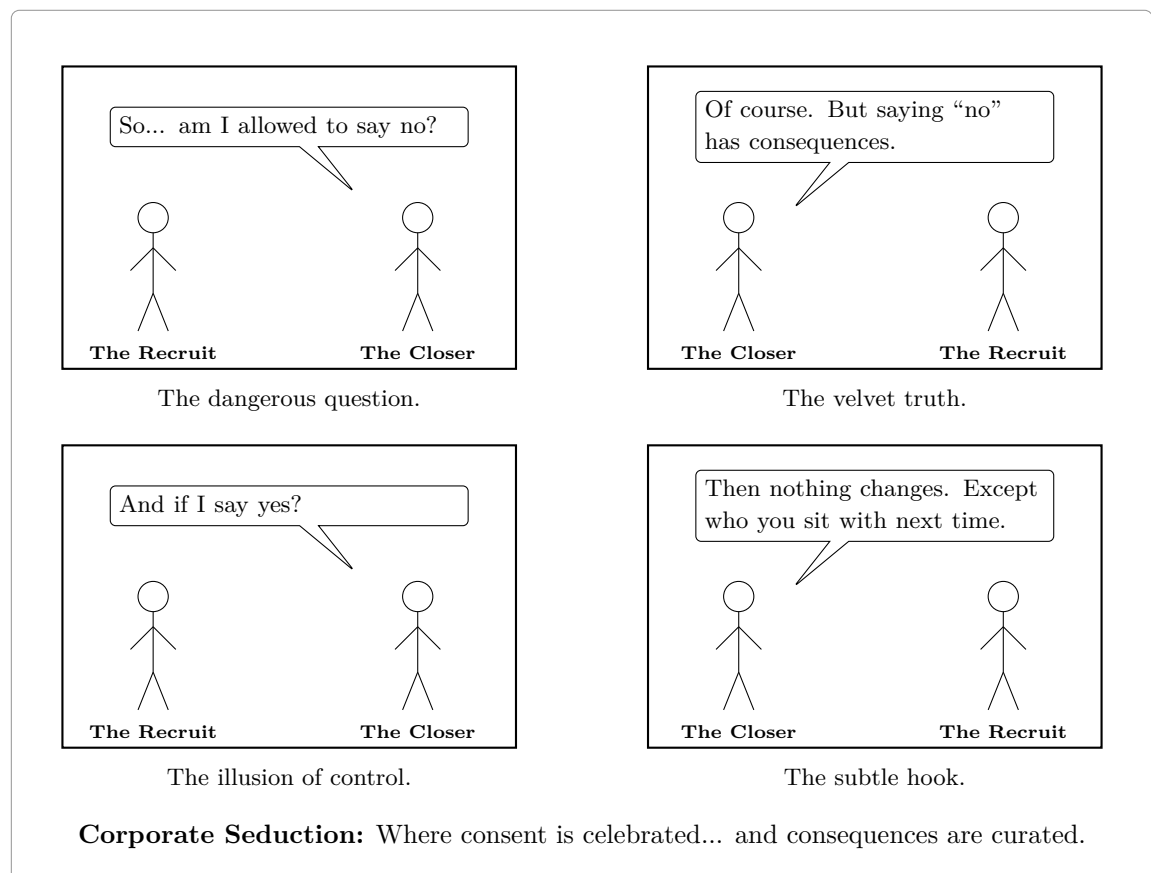 So... am I allowed to say no?
The Recruit
The Closer
The dangerous question.
Of course. But saying “no”
has consequences.
The Closer
The Recruit
The velvet truth.
And if I say yes?
The Recruit
The Closer
The illusion of control.
Then nothing changes. Except
who you sit with next time.
The Closer
The Recruit
The subtle hook.
Corporate Seduction: Where consent is celebrated... and consequences are curated.